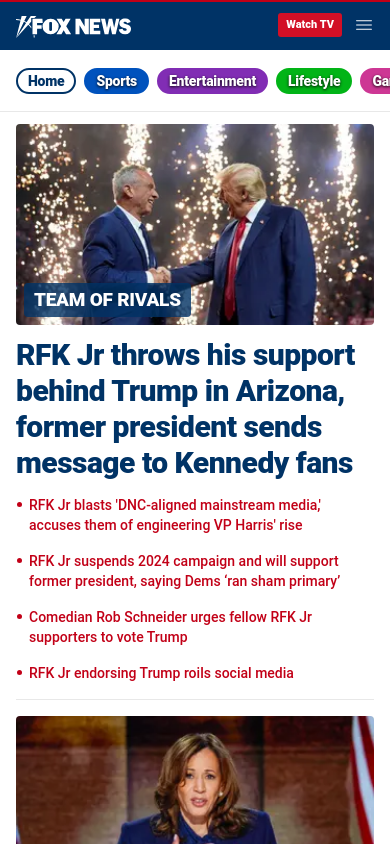 FOX NEWS
Watch TV
Home
Sports
Entertainment
Lifestyle
TEAM OF RIVALS
RFK Jr throws his support
behind Trump in Arizona,
former president sends
message to Kennedy fans
• RFK Jr blasts 'DNC-aligned mainstream media,'
accuses them of engineering VP Harris' rise
• RFK Jr suspends 2024 campaign and will support
former president, saying Dems ‘ran sham primary’
• Comedian Rob Schneider urges fellow RFK Jr
supporters to vote Trump
• RFK Jr endorsing Trump roils social media